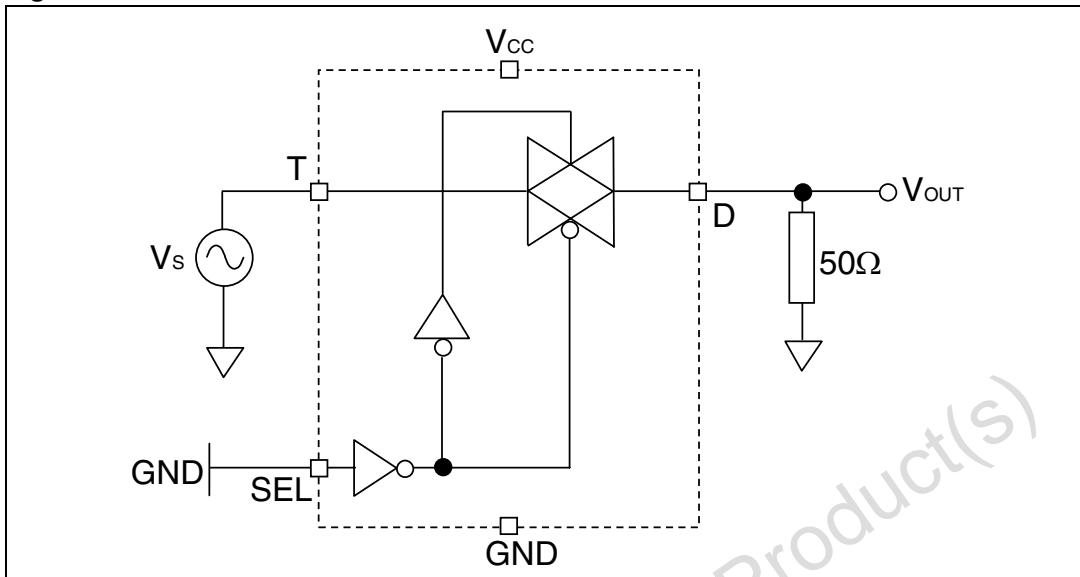 VCC
T
VS
D
VOUT
50Ω
GND
SEL
GND
Product(s)